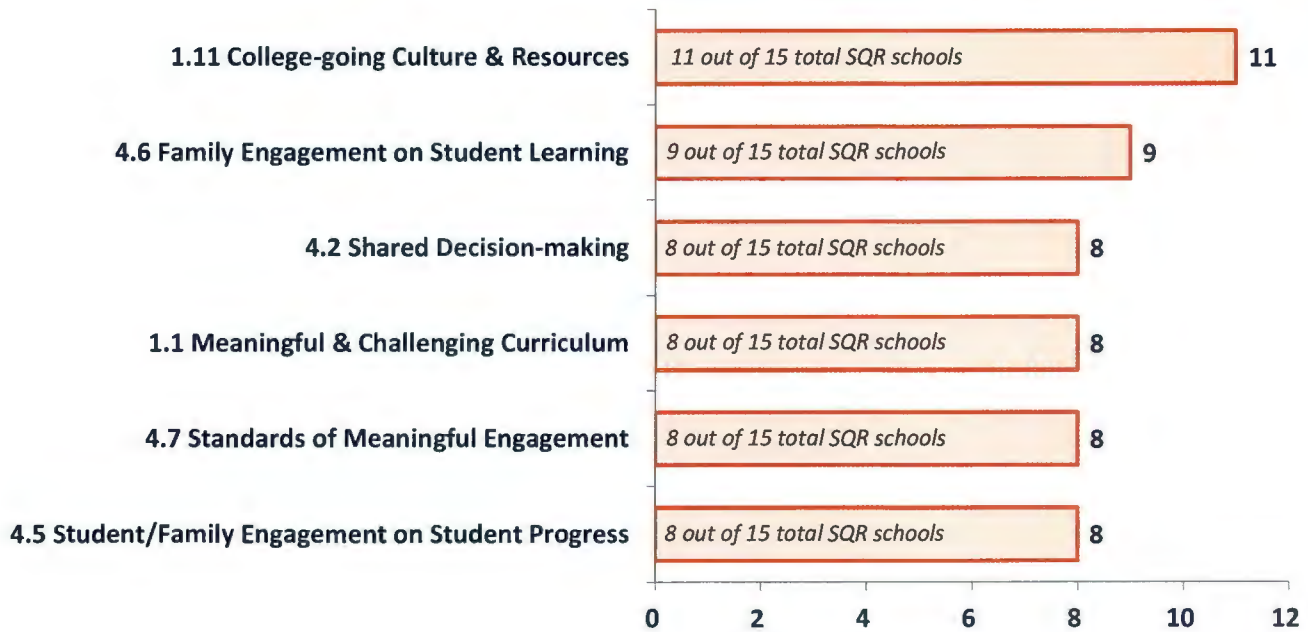 1.11 College-going Culture & Resources
11 out of 15 total SQR schools
11
4.6 Family Engagement on Student Learning
9 out of 15 total SQR schools
9
4.2 Shared Decision-making
8 out of 15 total SQR schools
8
1.1 Meaningful & Challenging Curriculum
8 out of 15 total SQR schools
8
4.7 Standards of Meaningful Engagement
8 out of 15 total SQR schools
8
4.5 Student/Family Engagement on Student Progress
8 out of 15 total SQR schools
8
0 2 4 6 8 10 12